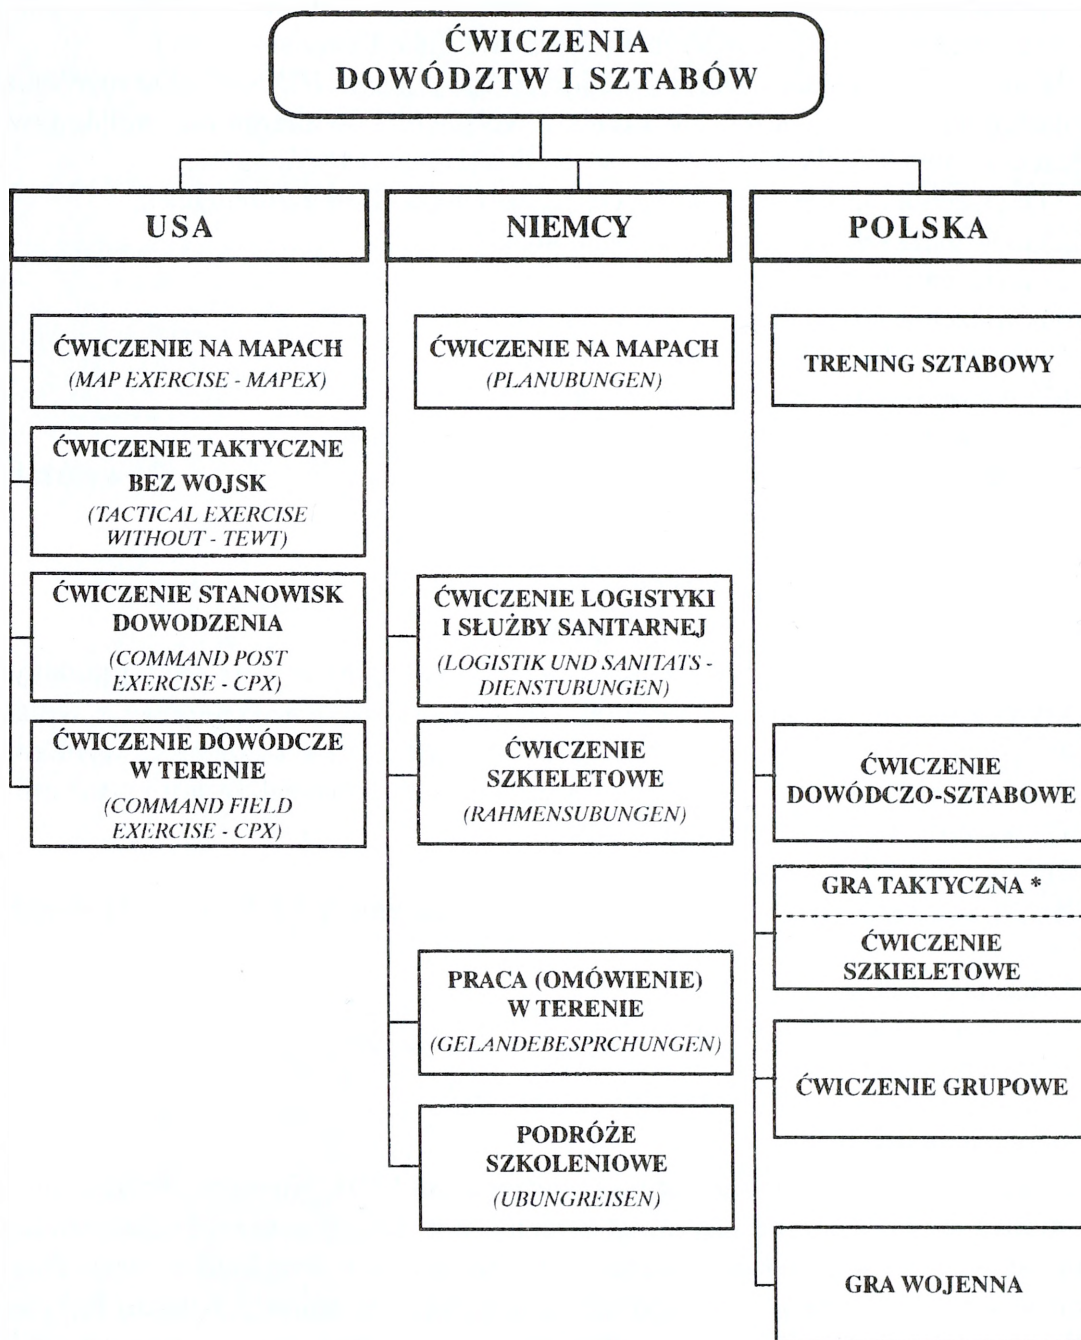 ĆWICZENIA
DOWÓDZTW I SZTABÓW
USA
NIEMCY
POLSKA
ĆWICZENIE NA MAPACH
(MAP EXERCISE - MAPEX)
ĆWICZENIE TAKTYCZNE
BEZ WOJSK
(TACTICAL EXERCISE
WITHOUT - TEWT)
ĆWICZENIE STANOWISK
DOWODZENIA
(COMMAND POST
EXERCISE - CPX)
ĆWICZENIE DOWÓDCZE
W TERENIE
(COMMAND FIELD
EXERCISE - CPX)
ĆWICZENIE NA MAPACH
(PLANUBUNGEN)
ĆWICZENIE LOGISTYKI
I SŁUŻBY SANITARNEJ
(LOGISTIK UND SANITATS -
DIENSTUBUNGEN)
ĆWICZENIE
SZKIELETOWE
(RAHMENSUBUNGEN)
PRACA (OMÓWIENIE)
W TERENIE
(GELANDEBESPRCHUNGEN)
PODRÓŻE
SZKOLENIOWE
(UBUNGREISEN)
TRENING SZTABOWY
ĆWICZENIE
DOWÓDCZO-SZTABOWE
GRA TAKTYCZNA *
ĆWICZENIE
SZKIELETOWE
ĆWICZENIE GRUPOWE
GRA WOJENNA